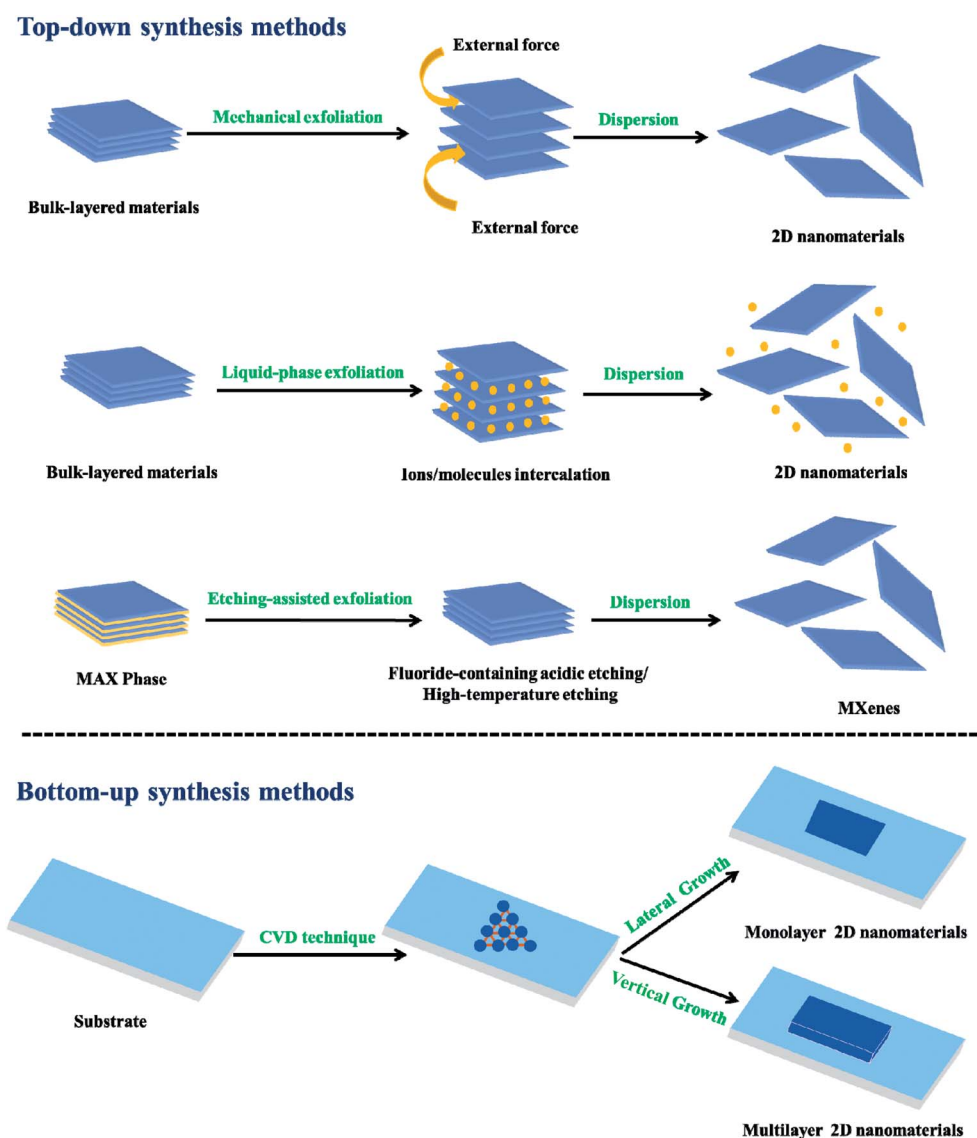 Top-down synthesis methods
External force
Mechanical exfoliation
Dispersion
Bulk-layered materials
External force
2D nanomaterials
Liquid-phase exfoliation
Dispersion
Bulk-layered materials
Ions/molecules intercalation
2D nanomaterials
Etching-assisted exfoliation
Dispersion
MAX Phase
Fluoride-containing acidic etching/
High-temperature etching
MXenes
Bottom-up synthesis methods
CVD technique
Substrate
Lateral Growth
Monolayer 2D nanomaterials
Vertical Growth
Multilayer 2D nanomaterials